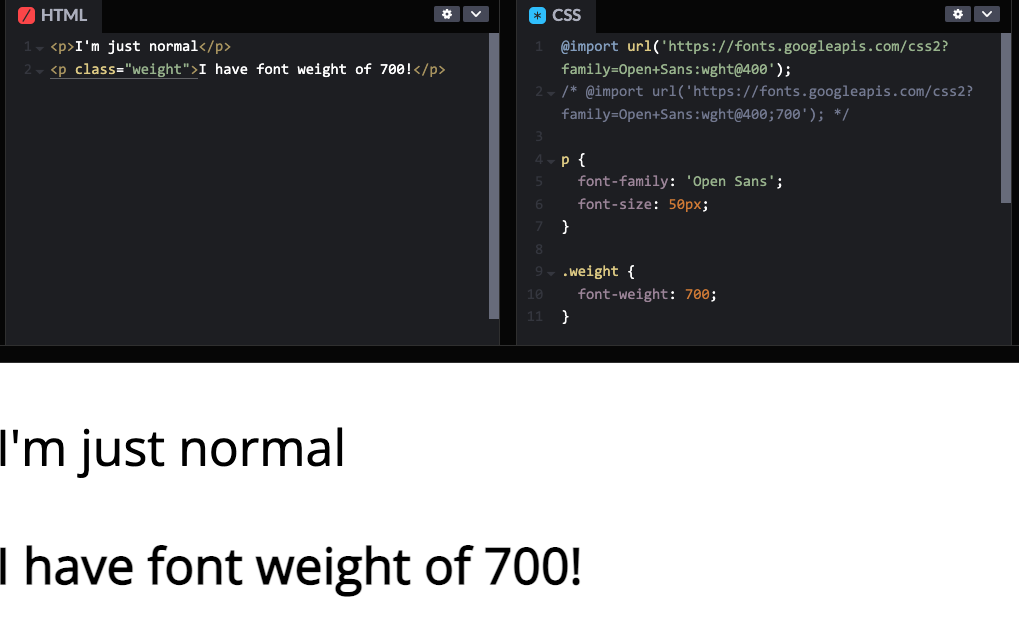 HTML
1 <p>I'm just normal</p>
2 <p class="weight">I have font weight of 700!</p>
CSS
1 @import url('https://fonts.googleapis.com/css2?
family=Open+Sans:wght@400');
2 /* @import url('https://fonts.googleapis.com/css2?
family=Open+Sans:wght@400;700'); */
3
4 p {
5 font-family: 'Open Sans';
6 font-size: 50px;
7 }
8
9 .weight {
10 font-weight: 700;
11 }
I'm just normal
I have font weight of 700!